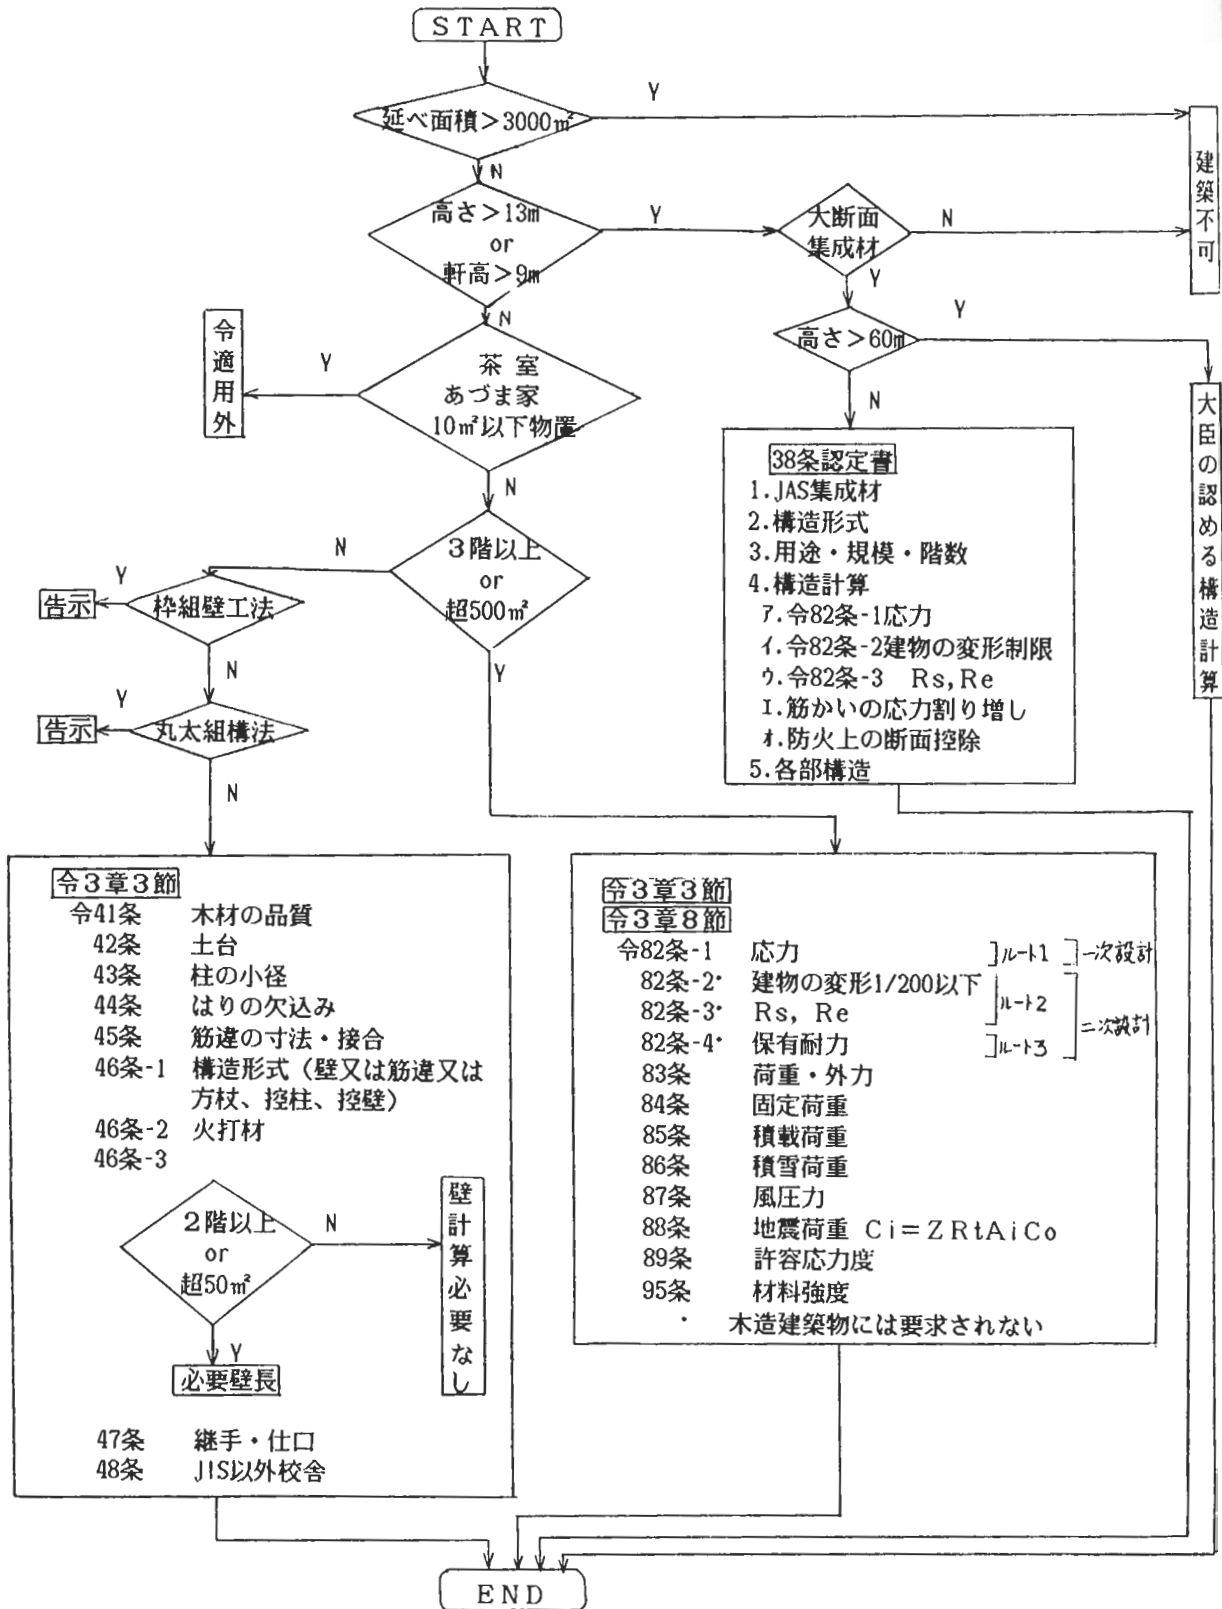 START
延べ面積>3000㎡
Y
N
建築不可
高さ>13m
or
軒高>9m
Y
N
大断面
集成材
N
Y
高さ>60m
Y
N
大臣の認める構造計算
令適用外
Y
茶室
あづま家
10㎡以下物置
N
38条認定書
1.JAS集成材
2.構造形式
3.用途・規模・階数
4.構造計算
ア.令82条-1応力
イ.令82条-2建物の変形制限
ウ.令82条-3 Rs,Re
エ.筋かいの応力割り増し
オ.防火上の断面控除
5.各部構造
3階以上
or
超500㎡
N
Y
告示
Y
枠組壁工法
N
告示
Y
丸太組構法
N
令3章3節
令41条 木材の品質
42条 土台
43条 柱の小径
44条 はりの欠込み
45条 筋違の寸法・接合
46条-1 構造形式(壁又は筋違又は
方杖、控柱、控壁)
46条-2 火打材
46条-3
2階以上
or
超50㎡
N
壁計算必要なし
Y
必要壁長
47条 継手・仕口
48条 JIS以外校舎
令3章3節
令3章8節
令82条-1 応力 ]ルート1 ]一次設計
82条-2・ 建物の変形1/200以下
82条-3・ Rs, Re ]ルート2
82条-4・ 保有耐力 ]ルート3 ]二次設計
83条 荷重・外力
84条 固定荷重
85条 積載荷重
86条 積雪荷重
87条 風圧力
88条 地震荷重 Ci=ZRtAiCo
89条 許容応力度
95条 材料強度
・ 木造建築物には要求されない
END